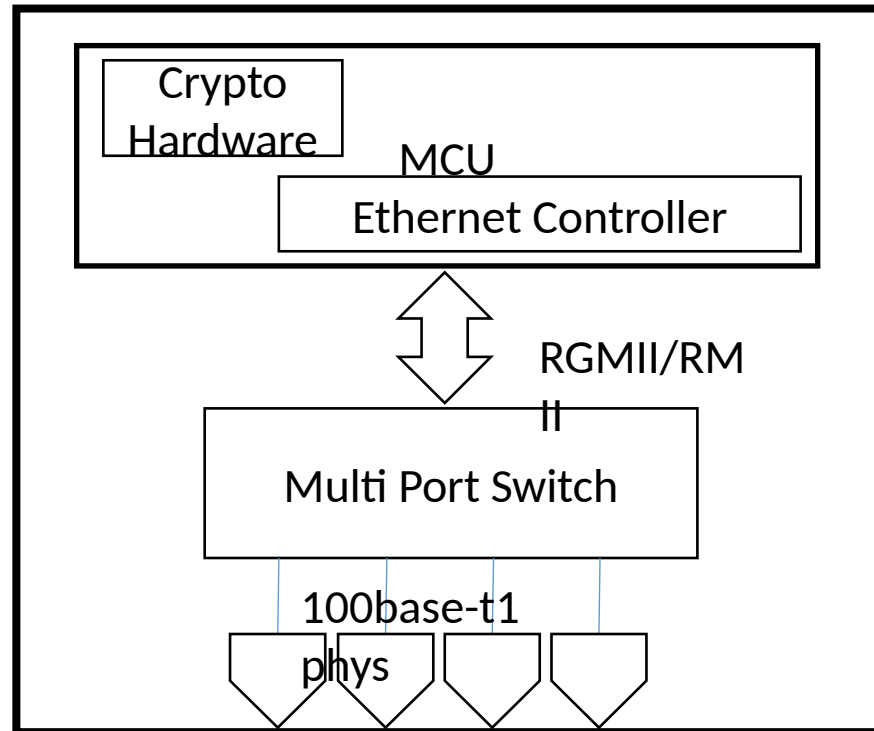 Crypto
Hardware
MCU
Ethernet Controller
RGMII/RM
II
Multi Port Switch
100base-t1
phys